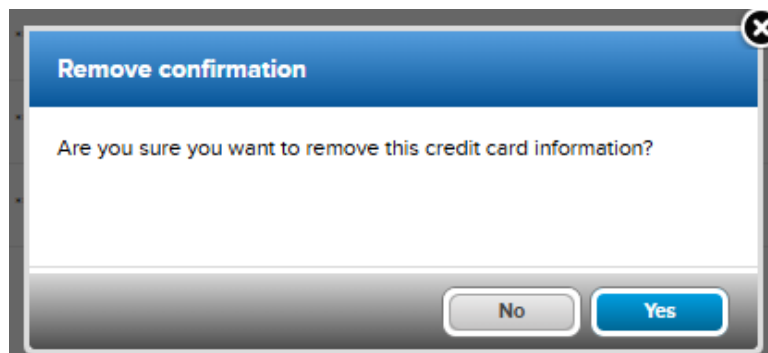 Remove confirmation
Are you sure you want to remove this credit card information?
No
Yes